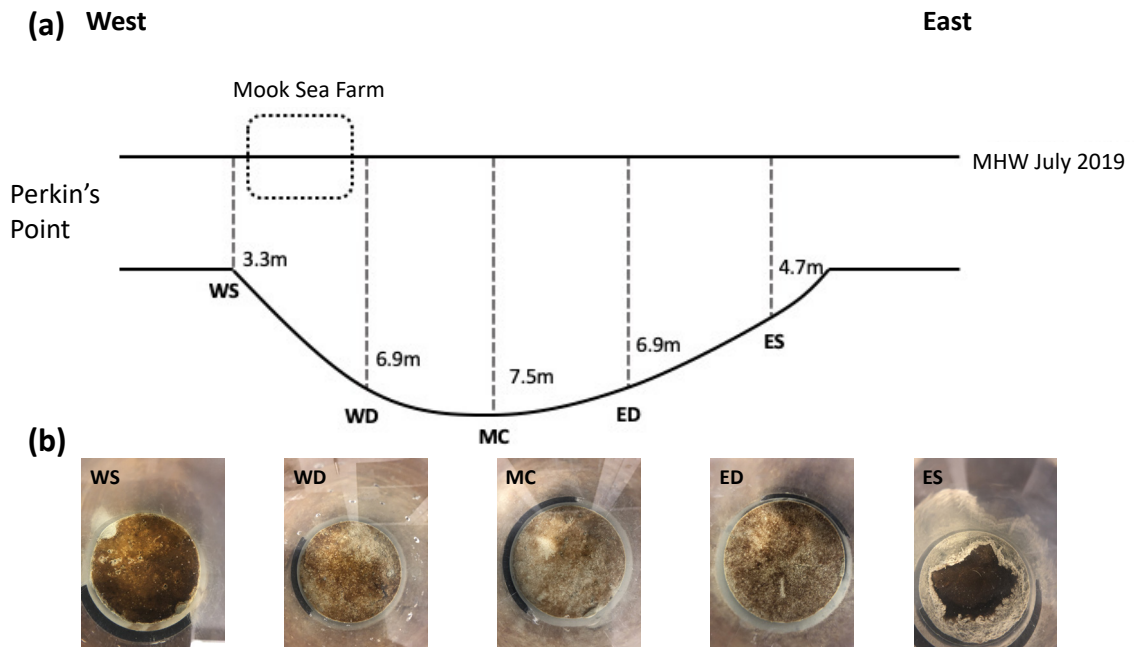 (a) West East
Mook Sea Farm
MHW July 2019
Perkin's
Point
3.3m
4.7m
WS
ES
6.9m
6.9m
7.5m
WD
ED
MC
(b)
WS WD MC ED ES